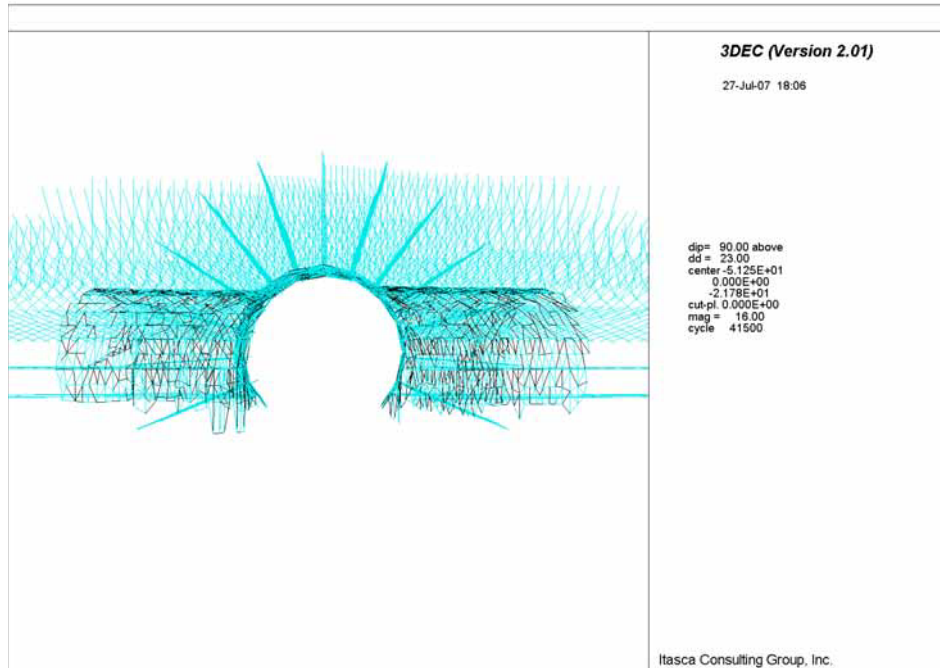 3DEC (Version 2.01)
27-Jul-07 18:06
dip= 90.00 above
dd = 23.00
center -5.125E+01
0.000E+00
-2.178E+01
cut-pl. 0.000E+00
mag = 16.00
cycle 41500
Itasca Consulting Group, Inc.